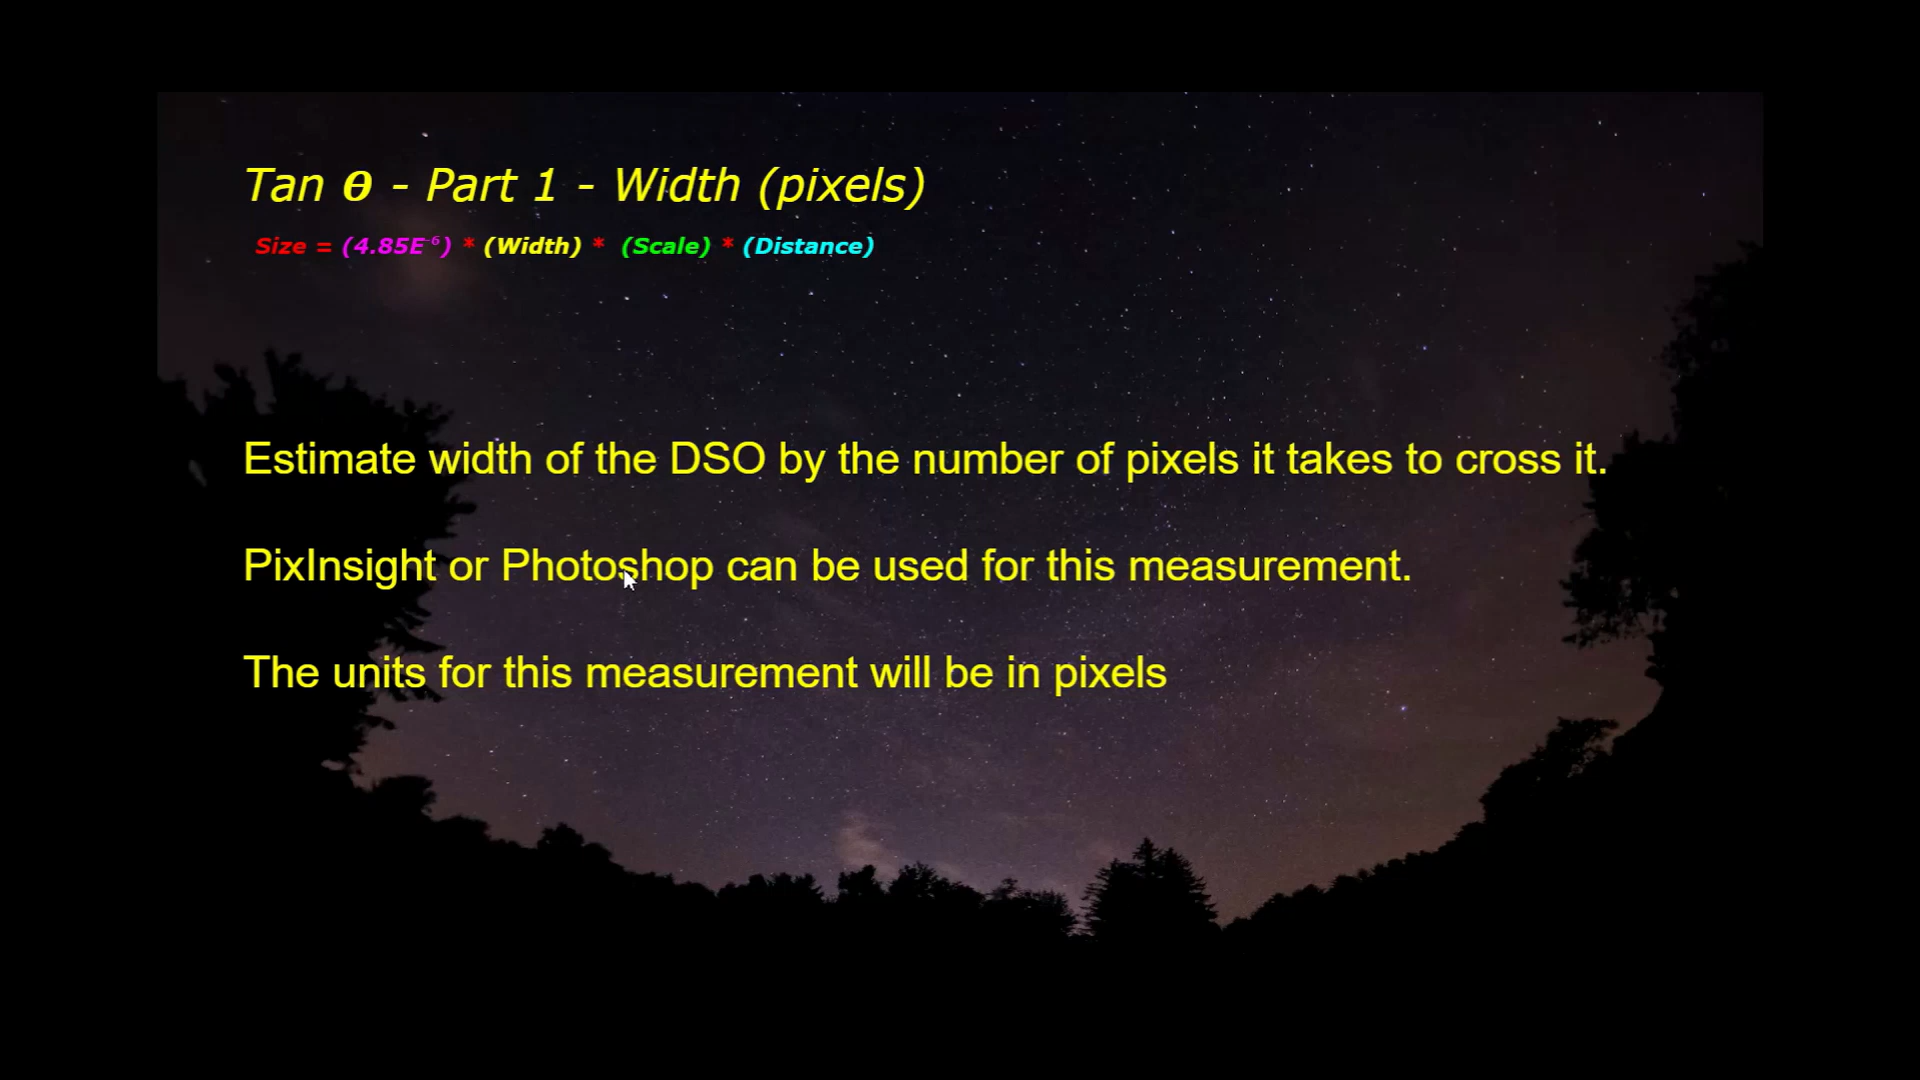 Tan θ - Part 1 - Width (pixels)
Size = (4.85E⁻⁶) * (Width) * (Scale) * (Distance)
Estimate width of the DSO by the number of pixels it takes to cross it.
PixInsight or Photoshop can be used for this measurement.
The units for this measurement will be in pixels